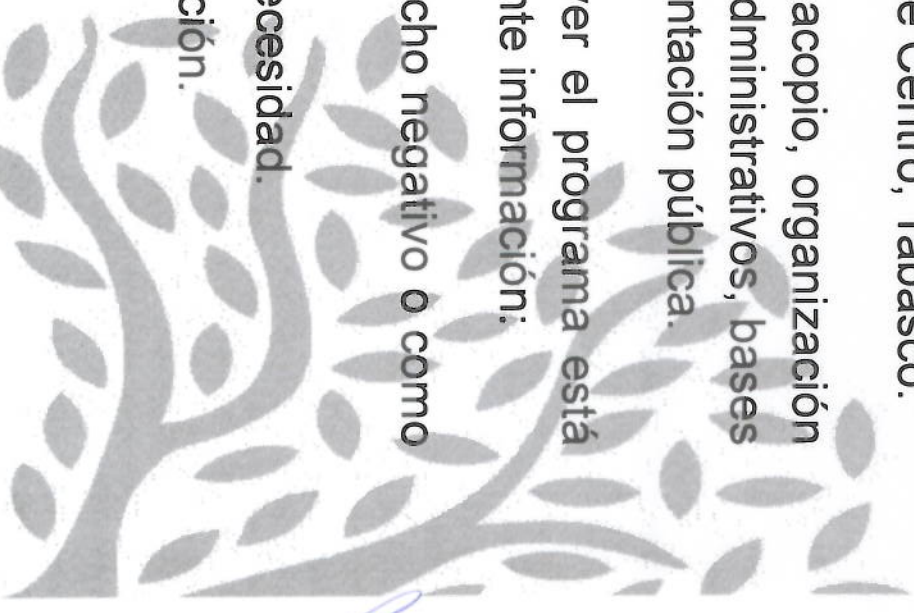 e Centro, Tabasco.
acopio, organización
dministrativos, bases
ntación pública.
er el programa está
nte información:
cho negativo o como
ecesidad.
ción.